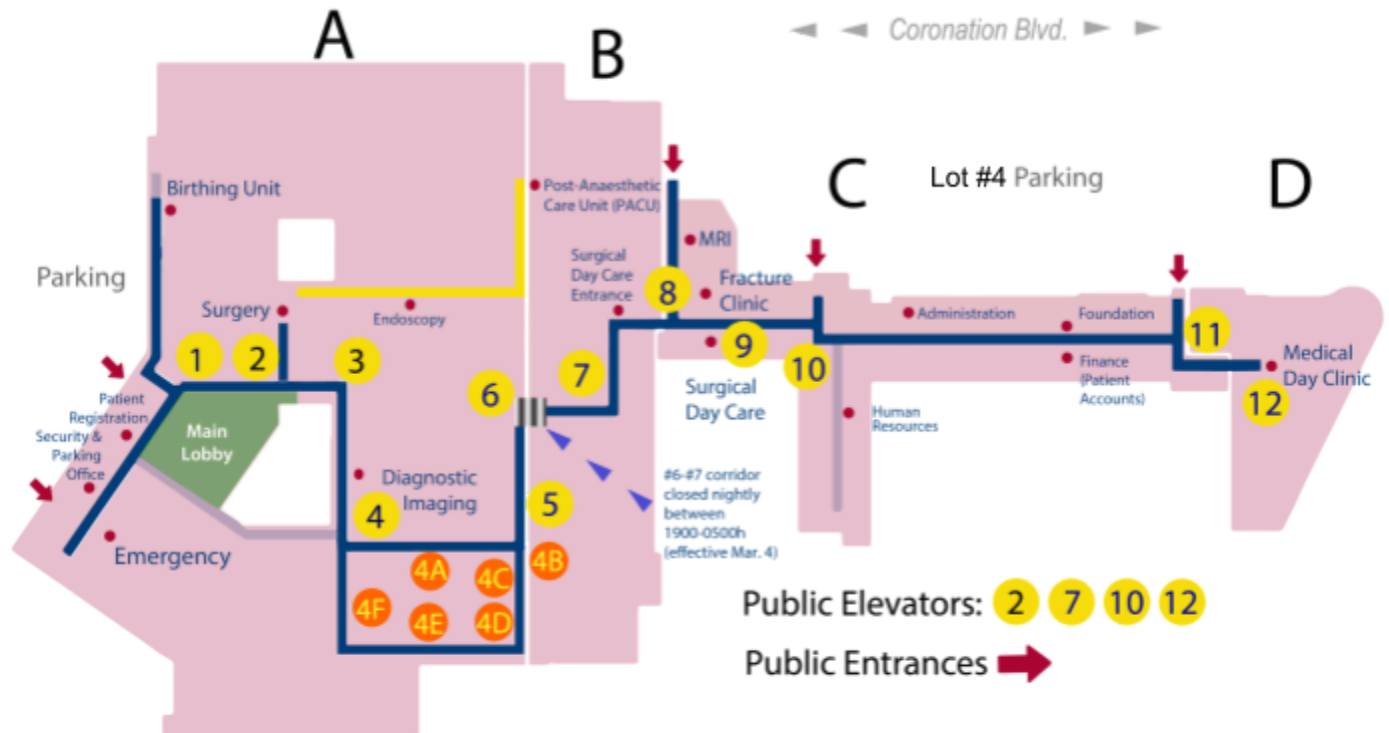 A
B
Coronation Blvd.
C
Lot #4 Parking
D
Birthing Unit
Post-Anaesthetic
Care Unit (PACU)
MRI
Parking
Surgical
Day Care
Entrance
8
Fracture
Clinic
Surgery
Endoscopy
Administration
Foundation
1
2
3
6
7
9
10
11
Medical
Day Clinic
12
Finance
(Patient
Accounts)
Surgical
Day Care
Human
Resources
Patient
Registration
Security &
Parking
Office
Main
Lobby
Diagnostic
Imaging
4
5
#6-#7 corridor
closed nightly
between
1900-0500h
(effective Mar. 4)
Emergency
4A
4B
4C
4F
4E
4D
Public Elevators: 2 7 10 12
Public Entrances